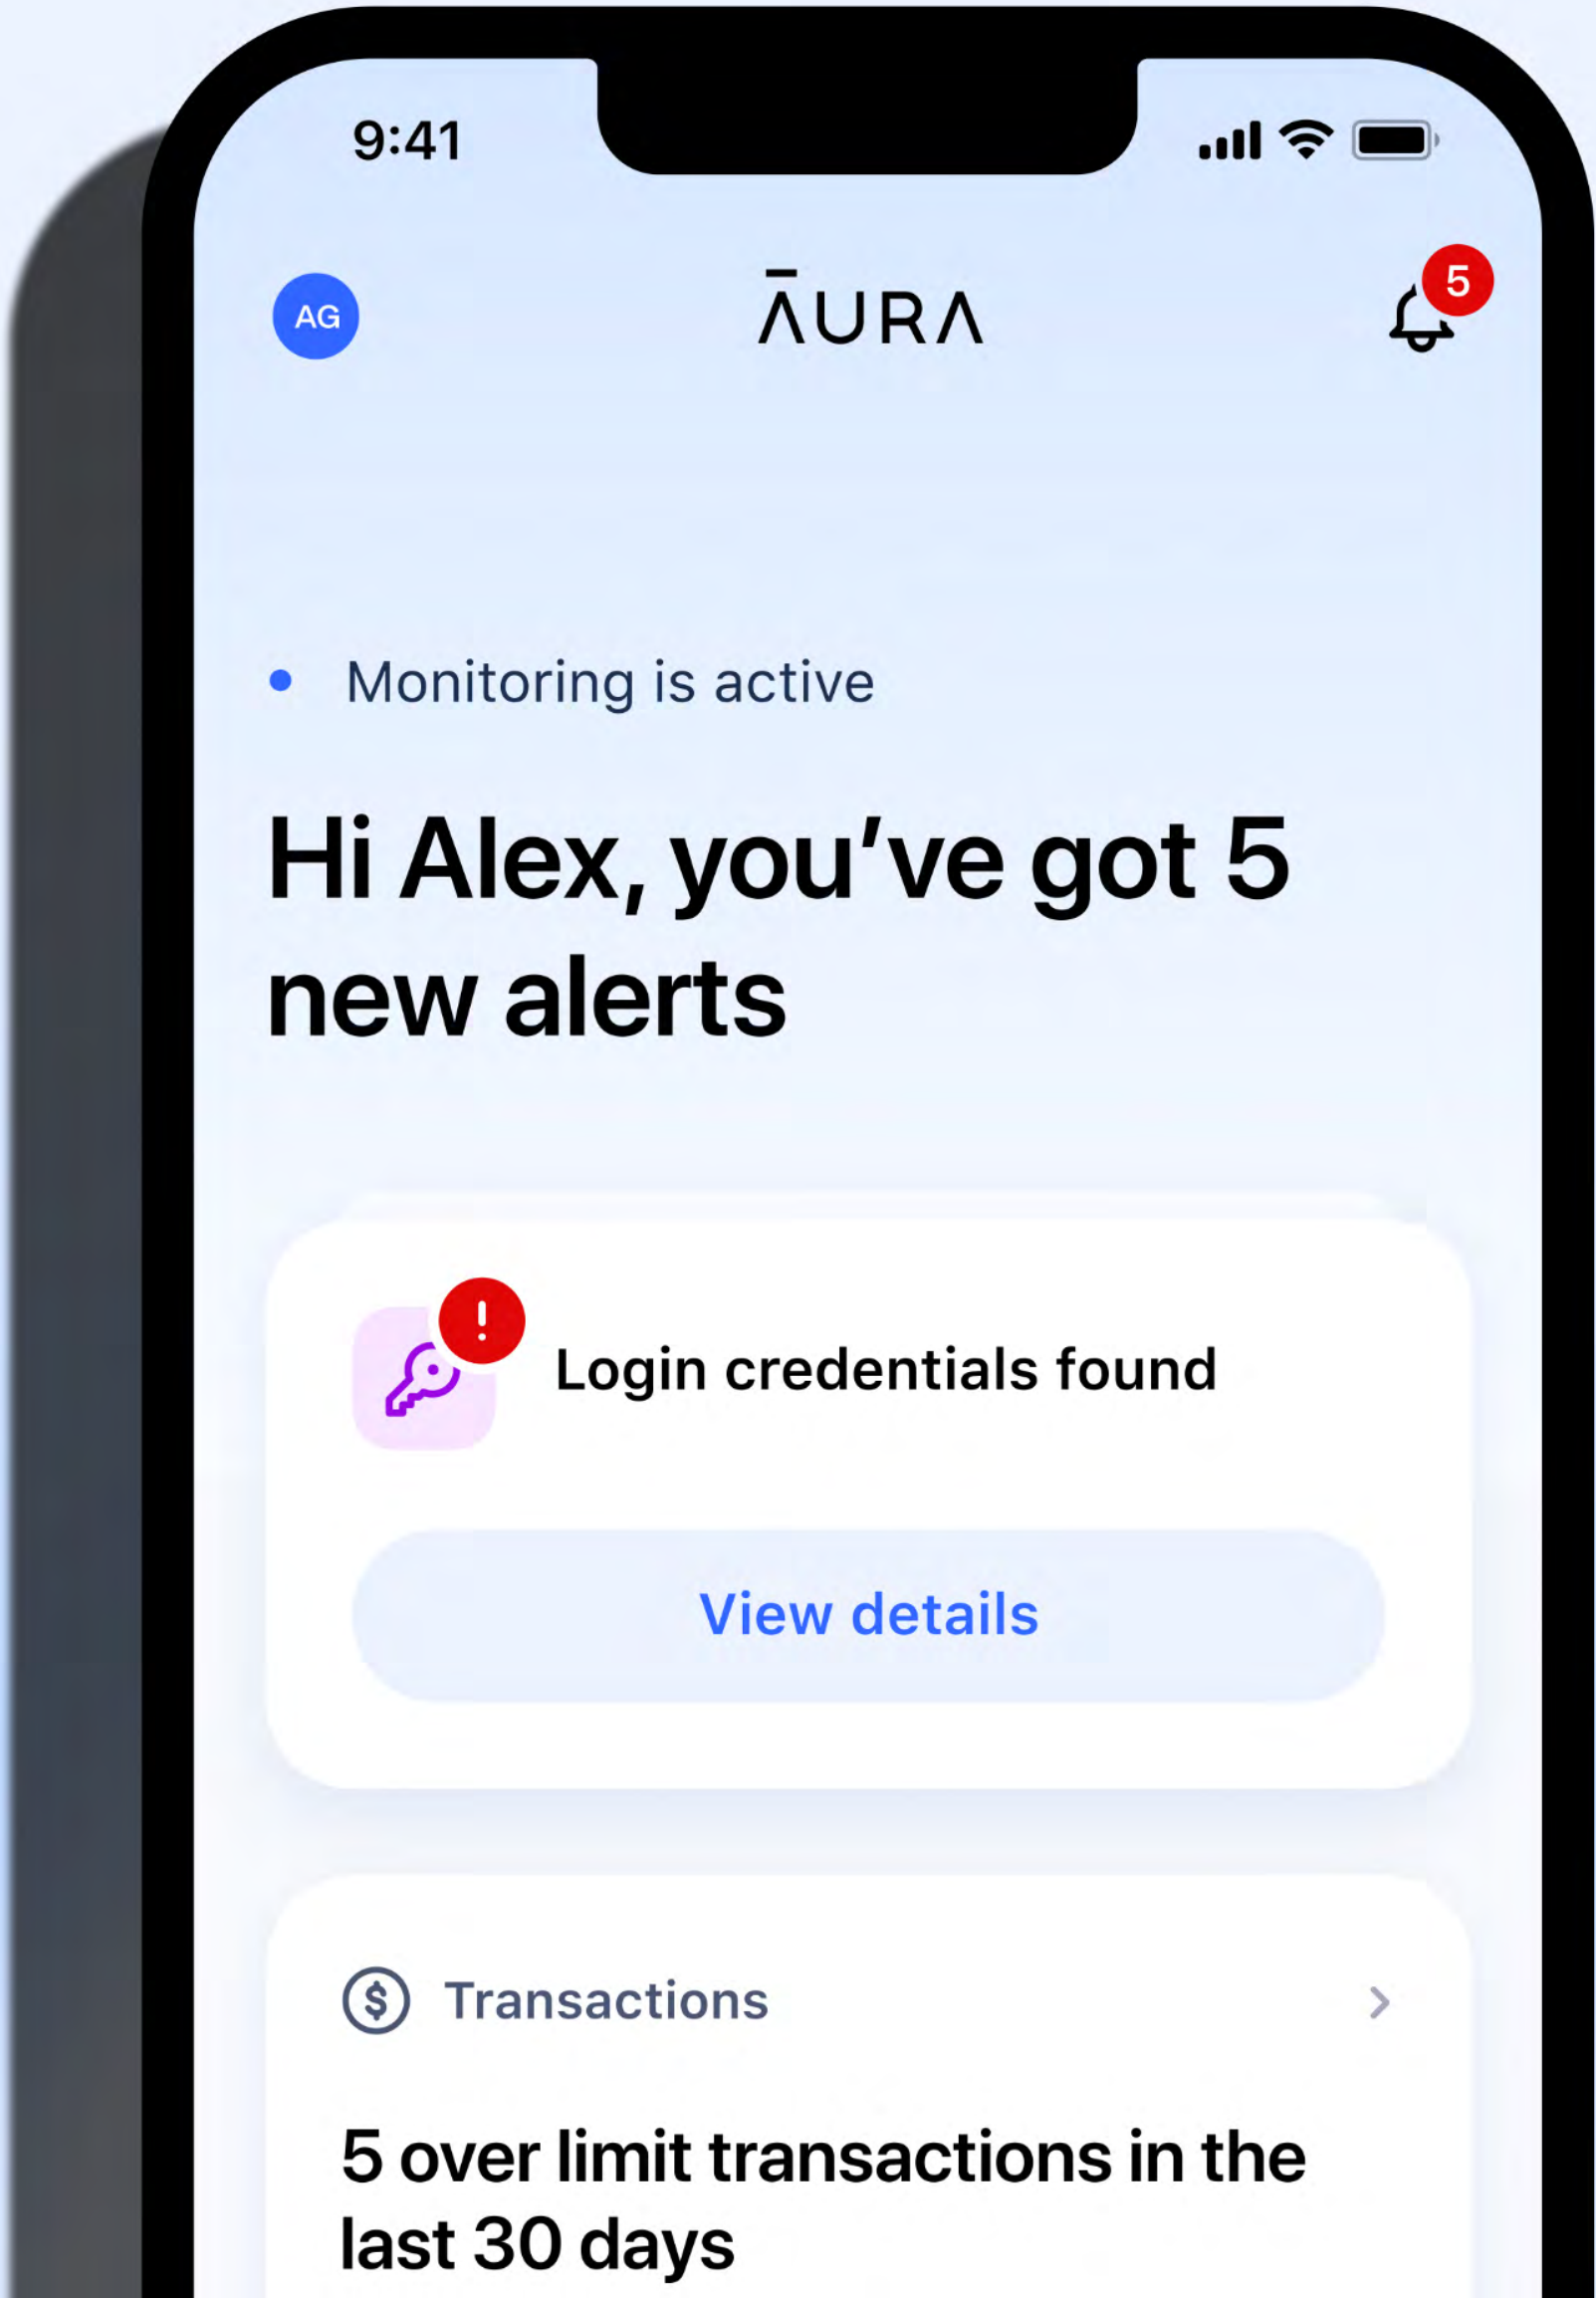 9:41
AG
ĀURA
5
Monitoring is active
Hi Alex, you’ve got 5
new alerts
!
Login credentials found
View details
$ Transactions
5 over limit transactions in the
last 30 days